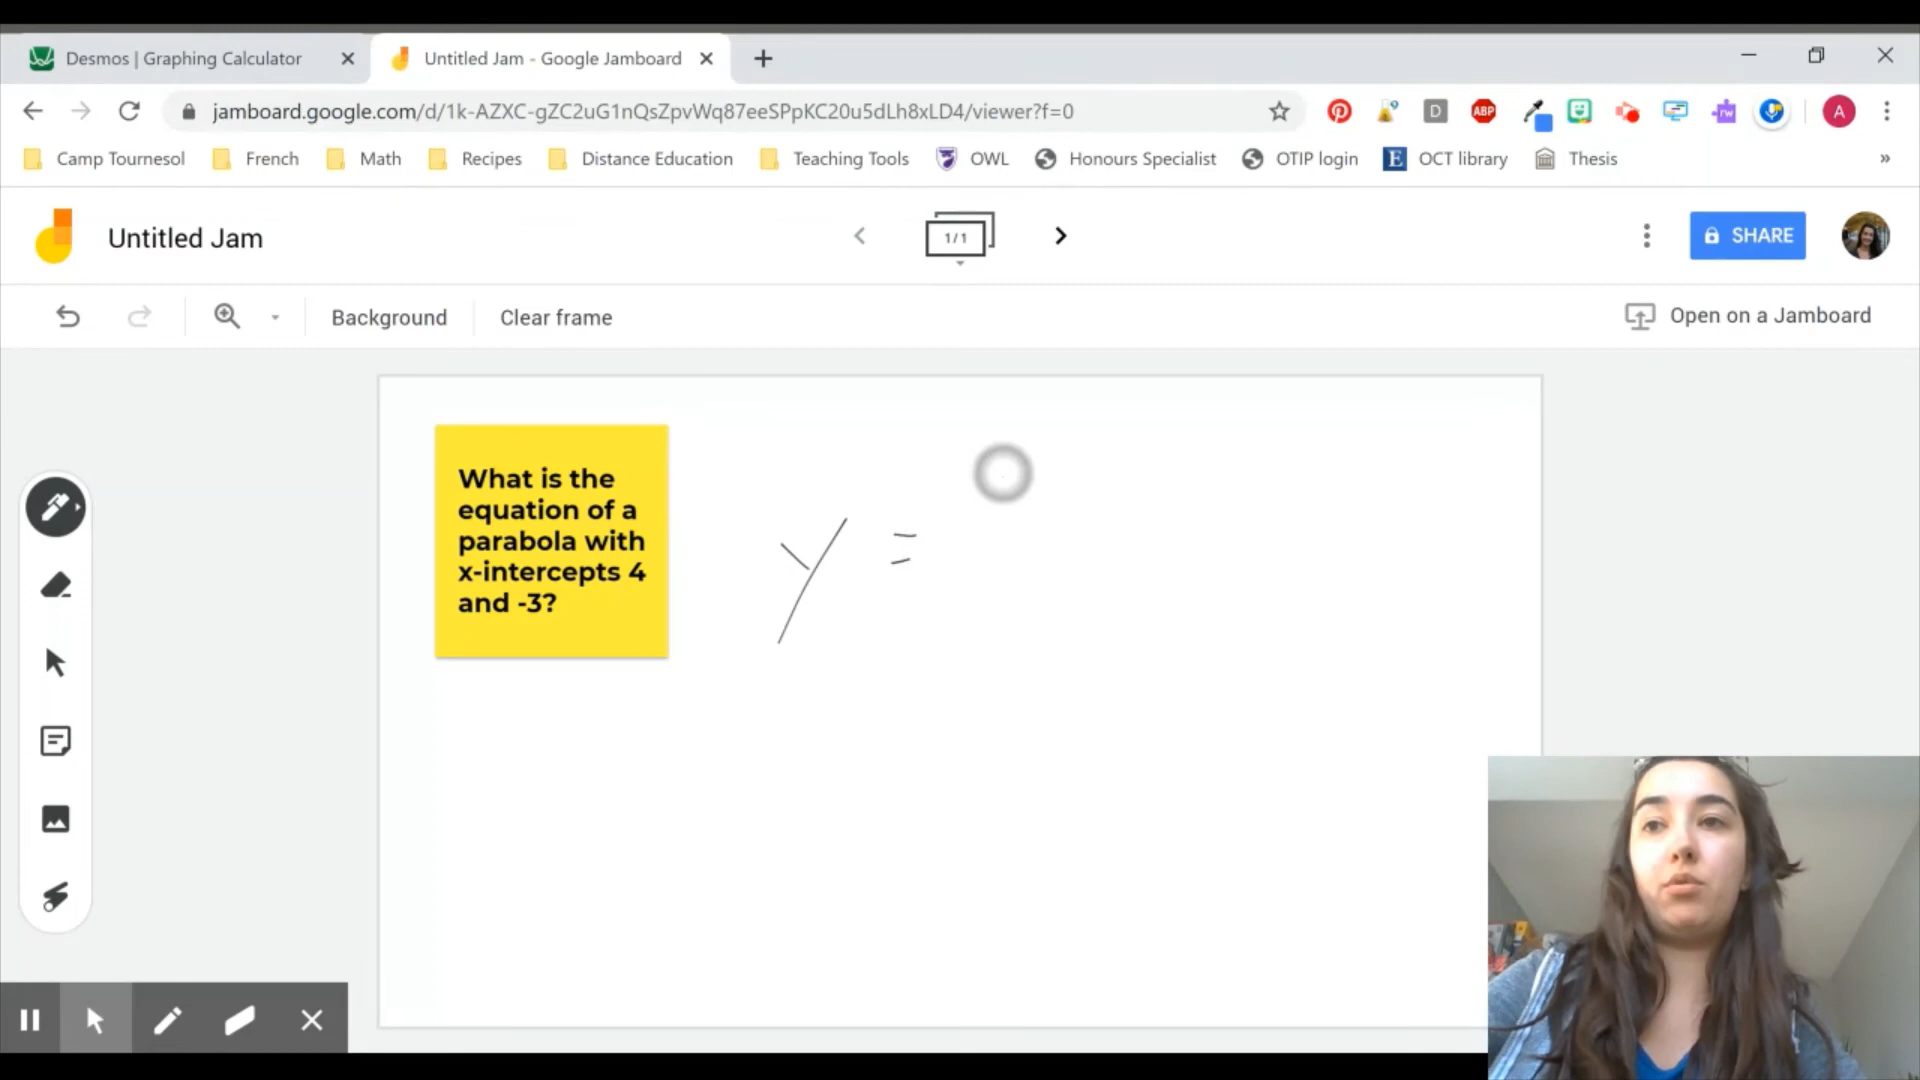 Desmos | Graphing Calculator
Untitled Jam - Google Jamboard
jamboard.google.com/d/1k-AZXC-gZC2uG1nQsZpvWq87eeSPpKC20u5dLh8xLD4/viewer?f=0
D
ABP
rw
A
Camp Tournesol
French
Math
Recipes
Distance Education
Teaching Tools
OWL
Honours Specialist
E
OCT library
OTIP login
Thesis
»
Untitled Jam
1/1
SHARE
Background
Clear frame
Open on a Jamboard
What is the
equation of a
parabola with
x-intercepts 4
and -3?
y =